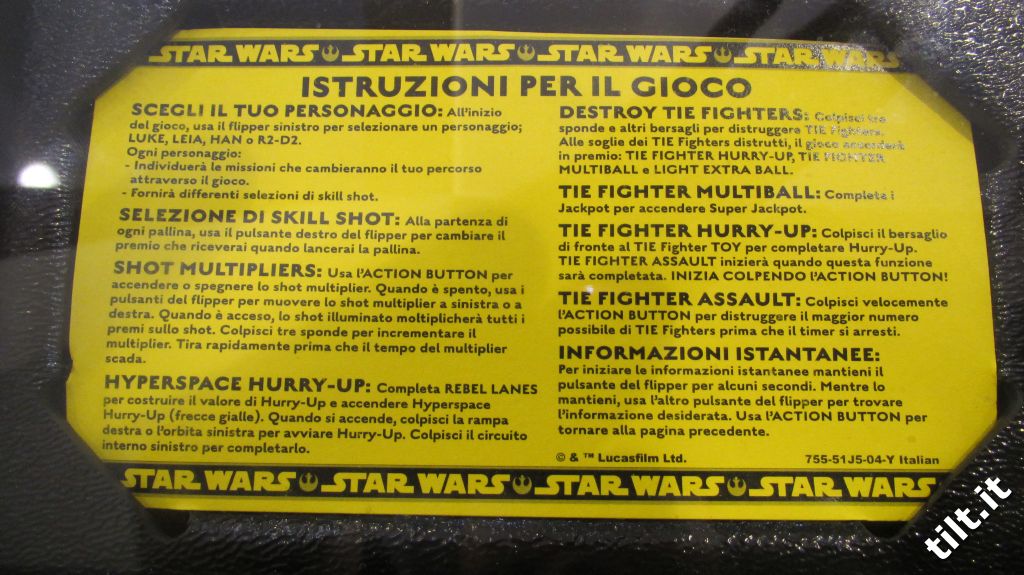 STAR WARS STAR WARS STAR WARS STAR WARS
ISTRUZIONI PER IL GIOCO
SCEGLI IL TUO PERSONAGGIO: All'inizio
del gioco, usa il flipper sinistro per selezionare un personaggio;
LUKE, LEIA, HAN o R2-D2.
Ogni personaggio:
- Individuerà le missioni che cambieranno il tuo percorso
attraverso il gioco.
- Fornirà differenti selezioni di skill shot.
SELEZIONE DI SKILL SHOT: Alla partenza di
ogni pallina, usa il pulsante destro del flipper per cambiare il
premio che riceverai quando lancerai la pallina.
SHOT MULTIPLIERS: Usa l'ACTION BUTTON per
accendere o spegnere lo shot multiplier. Quando è spento, usa i
pulsanti del flipper per muovere lo shot multiplier a sinistra o a
destra. Quando è acceso, lo shot illuminato moltiplicherà tutti i
premi sullo shot. Colpisci tre sponde per incrementare il
multiplier. Tira rapidamente prima che il tempo del multiplier
scada.
HYPERSPACE HURRY-UP: Completa REBEL LANES
per costruire il valore di Hurry-Up e accendere Hyperspace
Hurry-Up (frecce gialle). Quando si accende, colpisci la rampa
destra o l'orbita sinistra per avviare Hurry-Up. Colpisci il circuito
interno sinistro per completarlo.
DESTROY TIE FIGHTERS: Colpisci tre
sponde e altri bersagli per distruggere TIE Fighters.
Alle soglie dei TIE Fighters distrutti, il gioco accenderà
in premio: TIE FIGHTER HURRY-UP, TIE FIGHTER
MULTIBALL e LIGHT EXTRA BALL.
TIE FIGHTER MULTIBALL: Completa i
Jackpot per accendere Super Jackpot.
TIE FIGHTER HURRY-UP: Colpisci il bersaglio
di fronte al TIE Fighter TOY per completare Hurry-Up.
TIE FIGHTER ASSAULT inizierà quando questa funzione
sarà completata. INIZIA COLPENDO l'ACTION BUTTON!
TIE FIGHTER ASSAULT: Colpisci velocemente
l'ACTION BUTTON per distruggere il maggior numero
possibile di TIE Fighters prima che il timer si arresti.
INFORMAZIONI ISTANTANEE:
Per iniziare le informazioni istantanee mantieni il
pulsante del flipper per alcuni secondi. Mentre lo
mantieni, usa l'altro pulsante del flipper per trovare
l'informazione desiderata. Usa l'ACTION BUTTON per
tornare alla pagina precedente.
© & ™ Lucasfilm Ltd. 755-51J5-04-Y Italian
STAR WARS STAR WARS STAR WARS STAR WARS
tilt.it